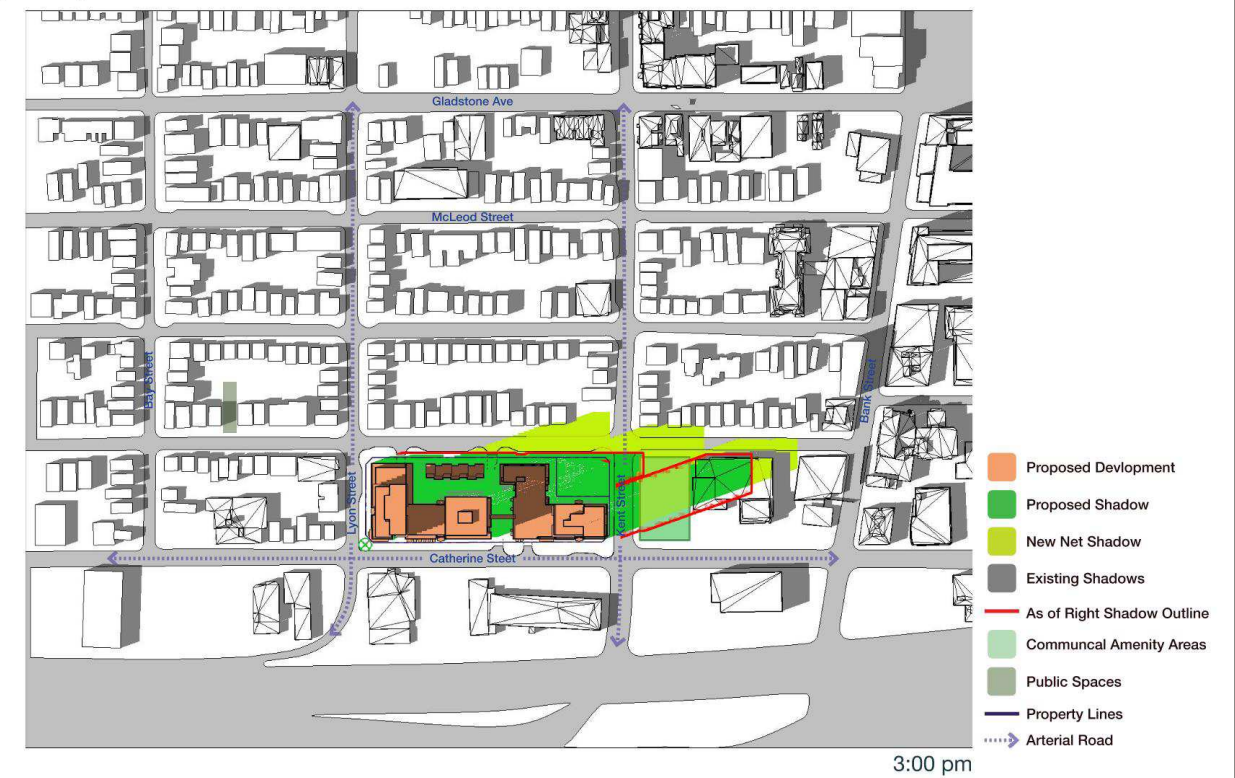 Gladstone Ave
McLeod Street
Bay Street
Bank Street
Lyon Street
Kent Street
Catherine Steet
Proposed Devlopment
Proposed Shadow
New Net Shadow
Existing Shadows
As of Right Shadow Outline
Communcal Amenity Areas
Public Spaces
Property Lines
Arterial Road
3:00 pm